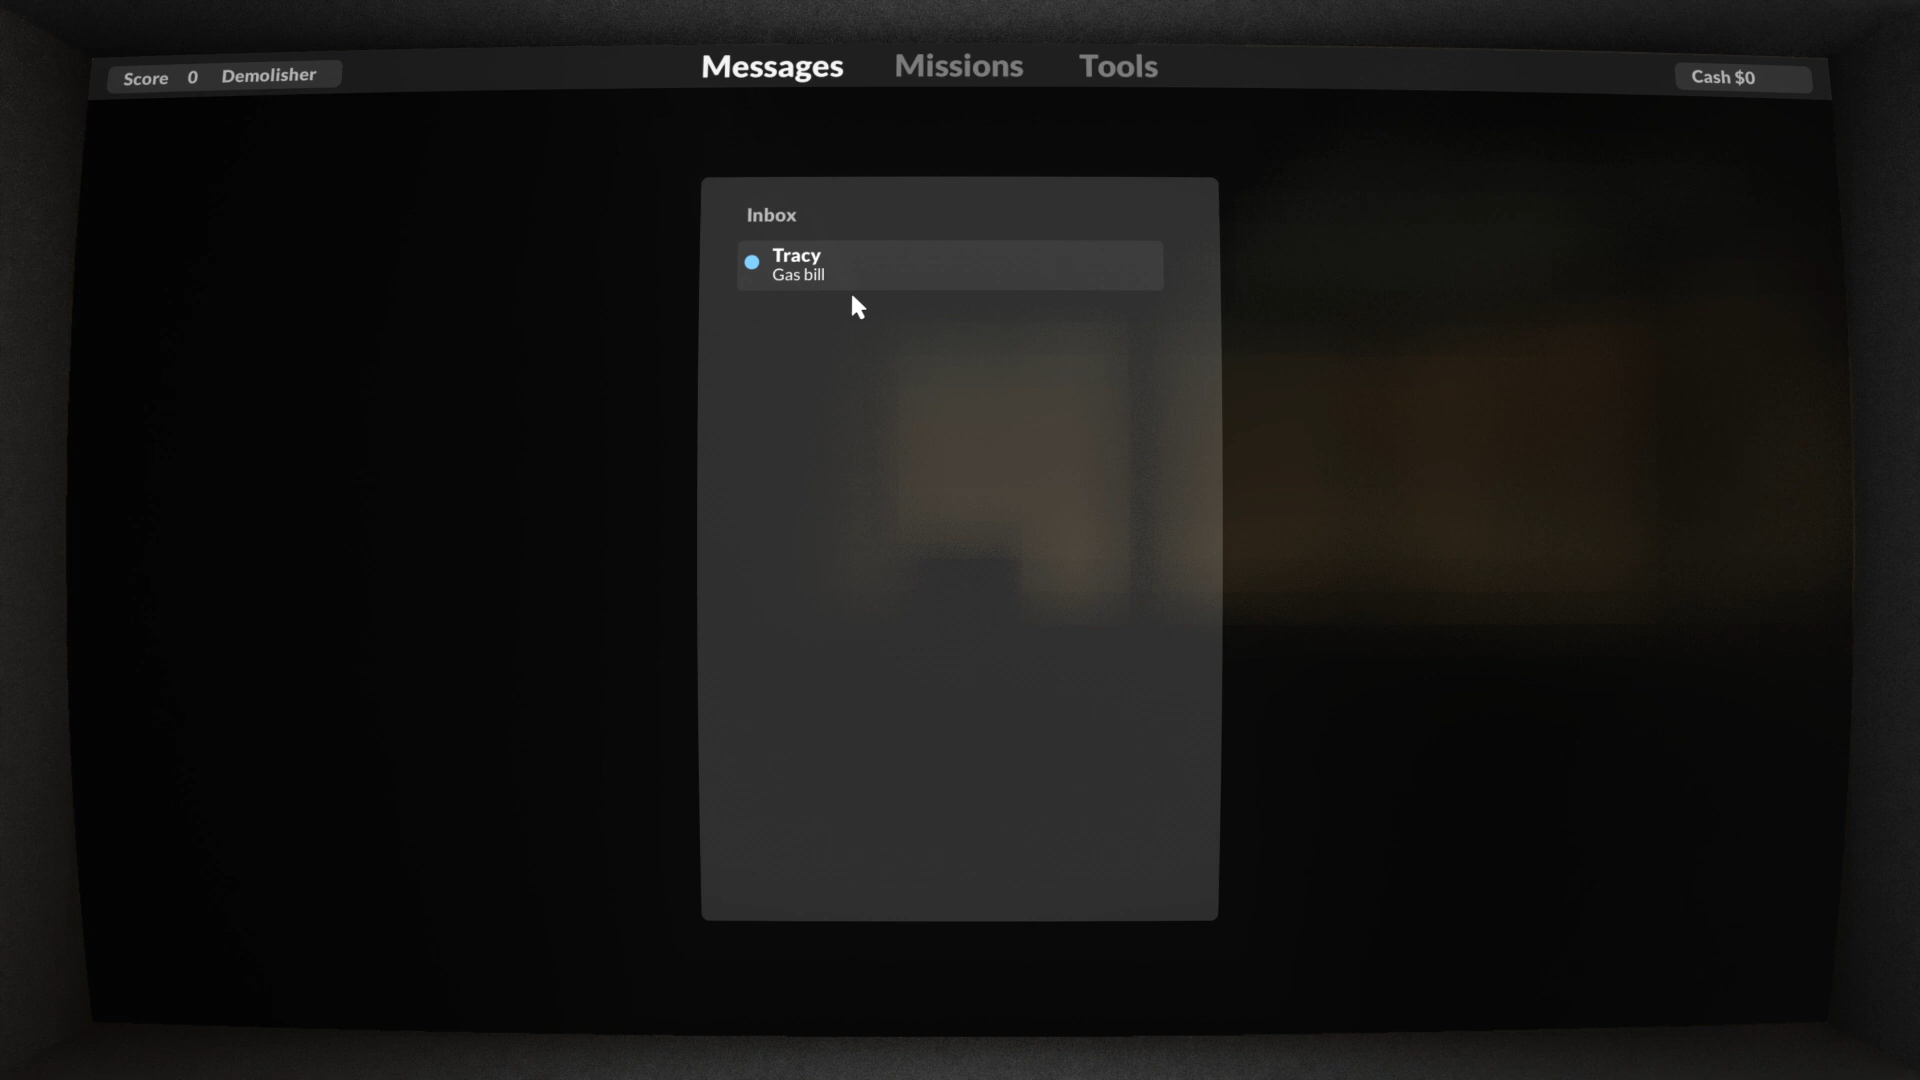 Score 0 Demolisher
Messages Missions Tools
Cash $0
Inbox
Tracy
Gas bill